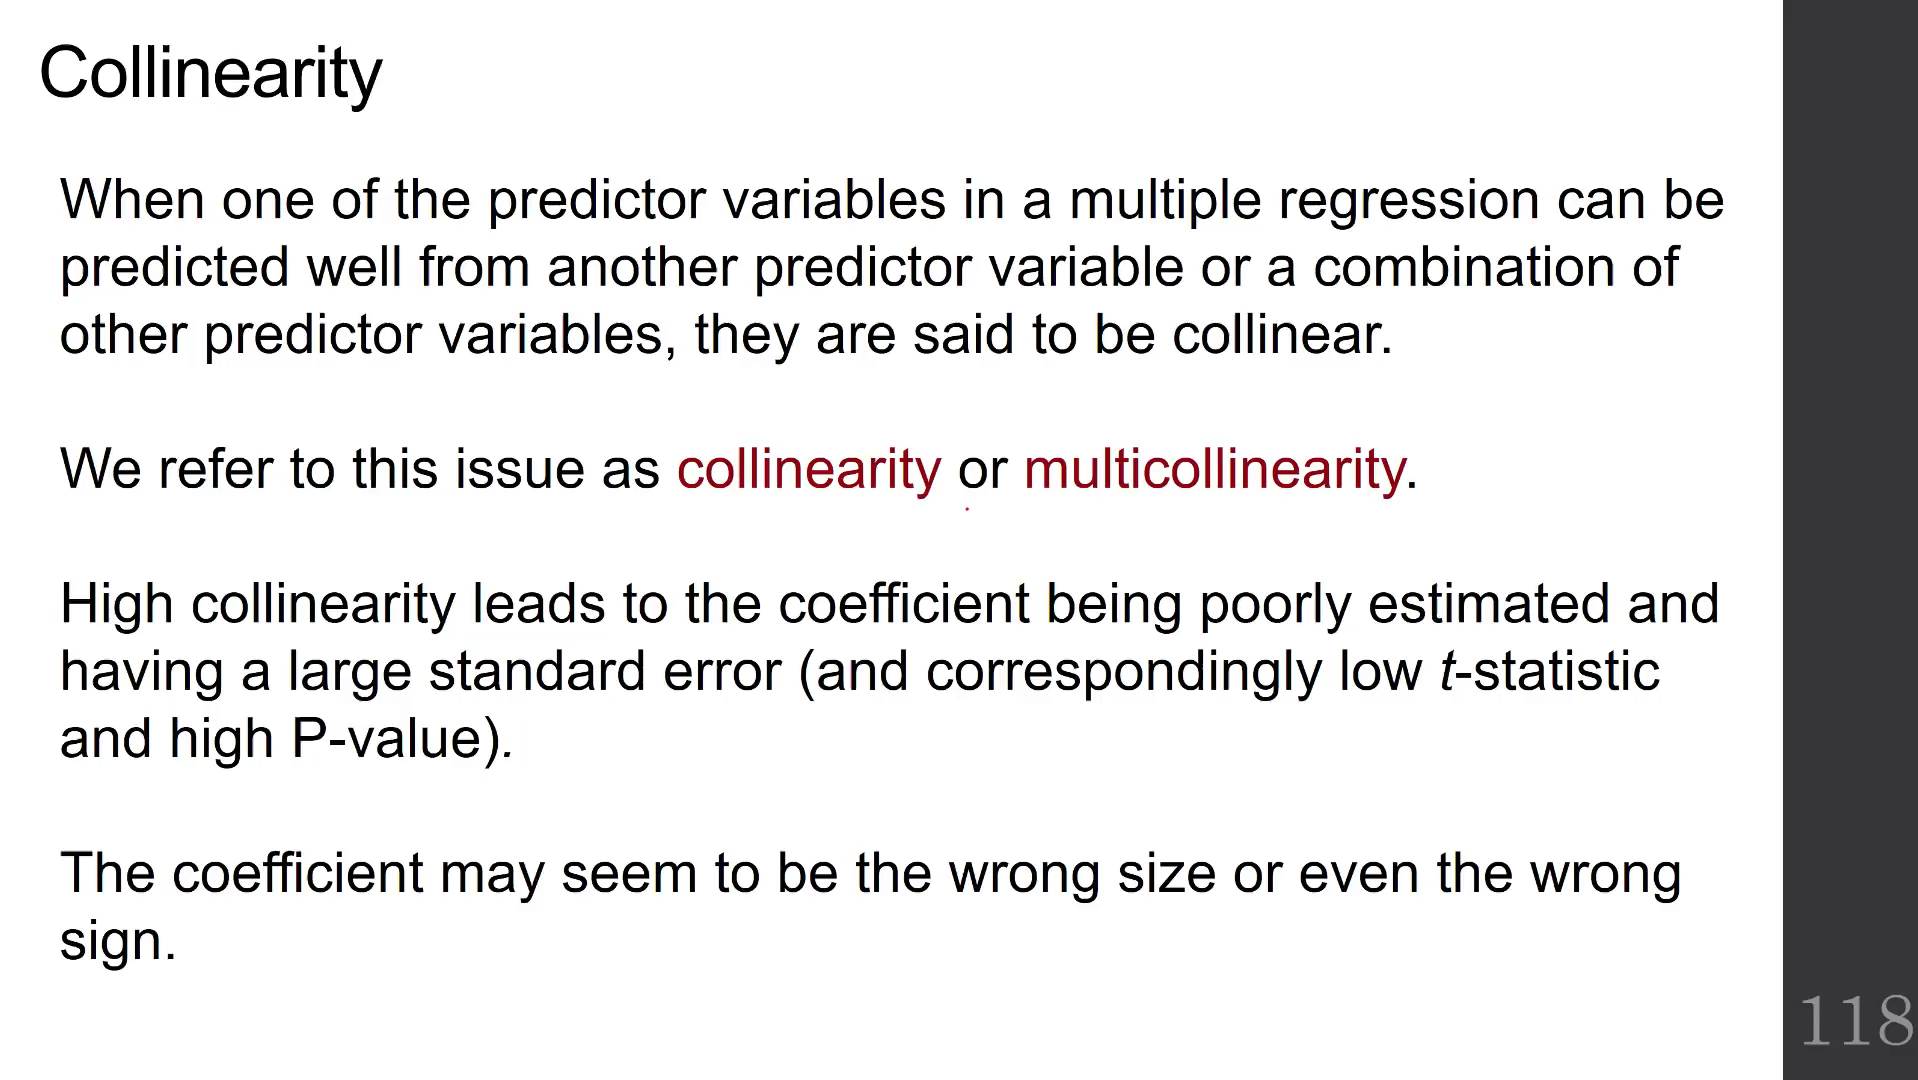 Collinearity
When one of the predictor variables in a multiple regression can be
predicted well from another predictor variable or a combination of
other predictor variables, they are said to be collinear.
We refer to this issue as collinearity or multicollinearity.
High collinearity leads to the coefficient being poorly estimated and
having a large standard error (and correspondingly low t-statistic
and high P-value).
The coefficient may seem to be the wrong size or even the wrong
sign.
118